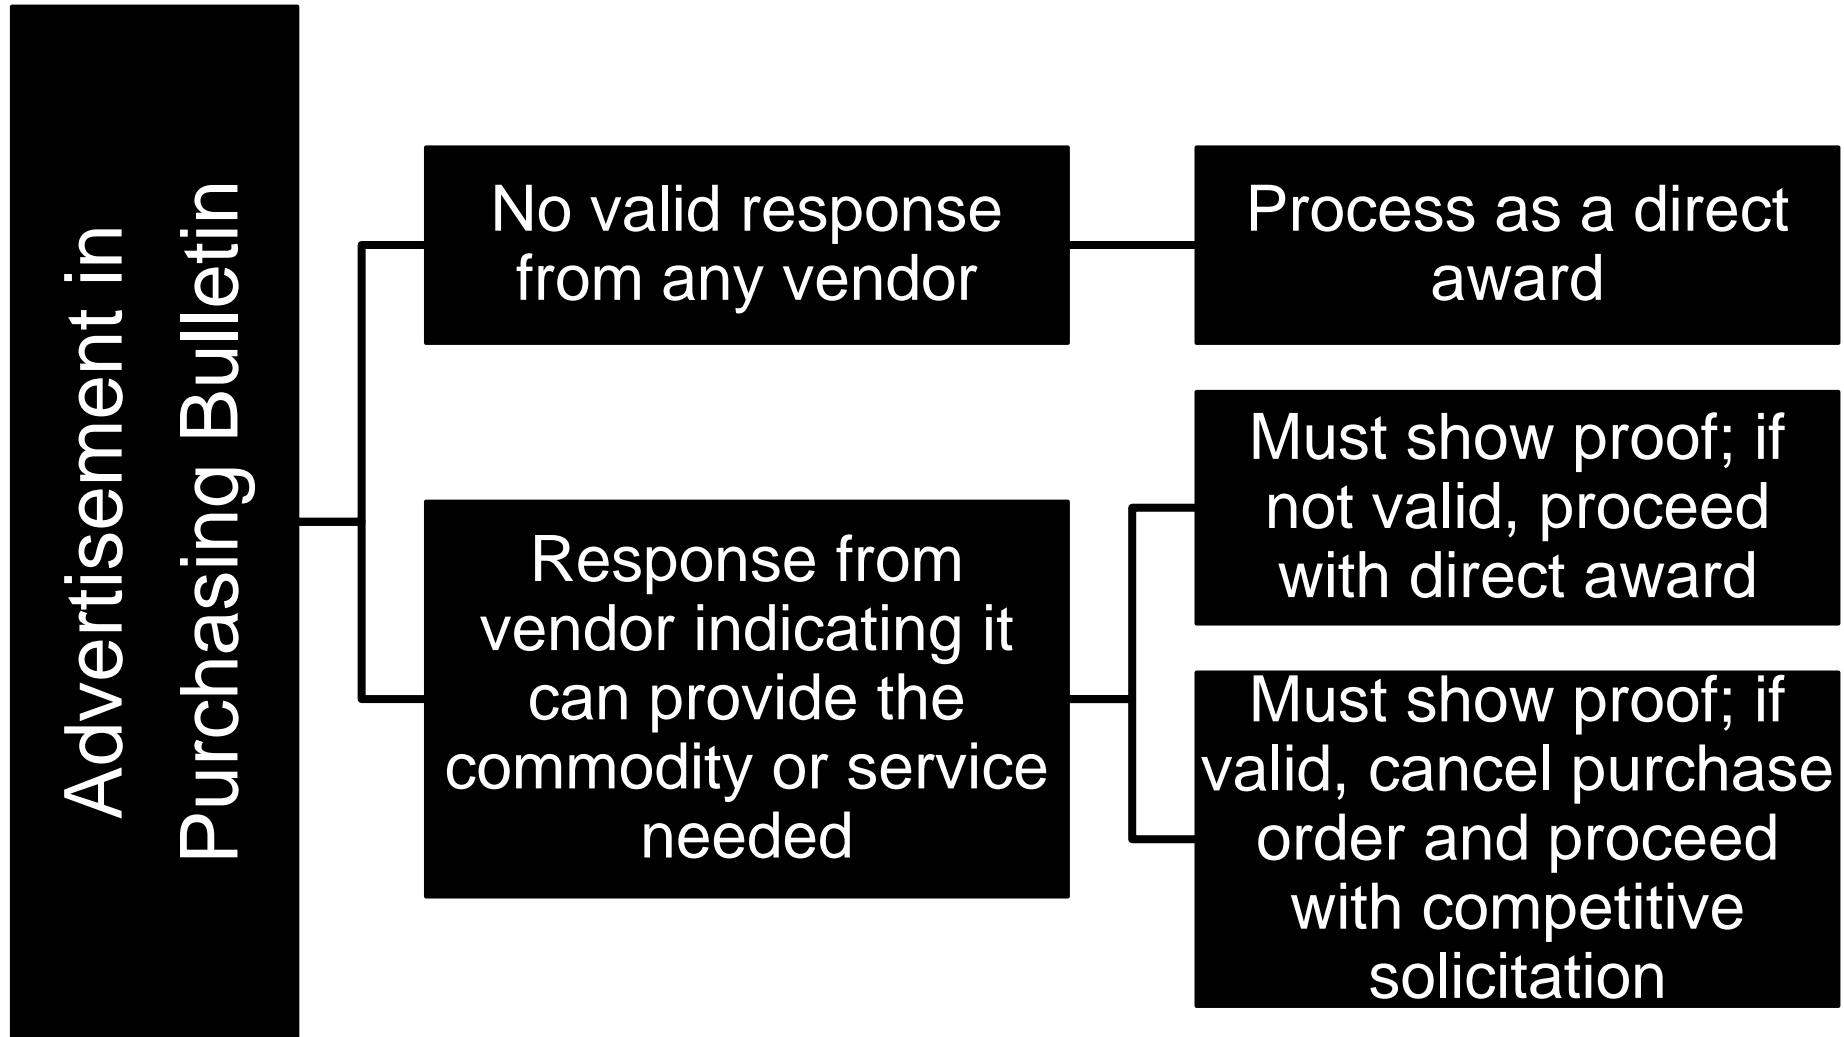 Advertisement in
Purchasing Bulletin
No valid response
from any vendor
Process as a direct
award
Response from
vendor indicating it
can provide the
commodity or service
needed
Must show proof; if
not valid, proceed
with direct award
Must show proof; if
valid, cancel purchase
order and proceed
with competitive
solicitation